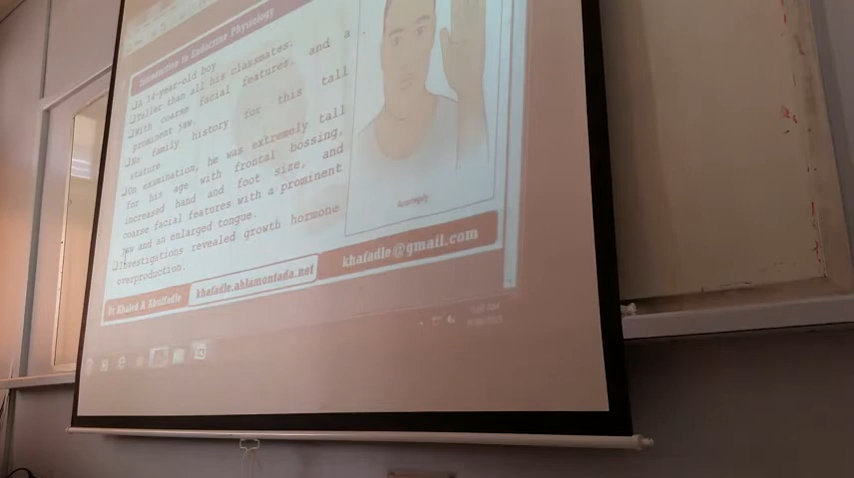 Introduction to Endocrine Physiology
❑A 14-year-old boy
❑Taller than all his classmates.
❑With coarse facial features, and a
prominent jaw.
❑No family history for this tall
stature.
❑On examination, he was extremely tall
for his age with frontal bossing,
increased hand and foot size, and
coarse facial features with a prominent
jaw and an enlarged tongue.
❑Investigations revealed growth hormone
overproduction.
Acromegaly
Dr Khaled A Abulfadle
khafadle.ahlamontada.net
khafadle@gmail.com